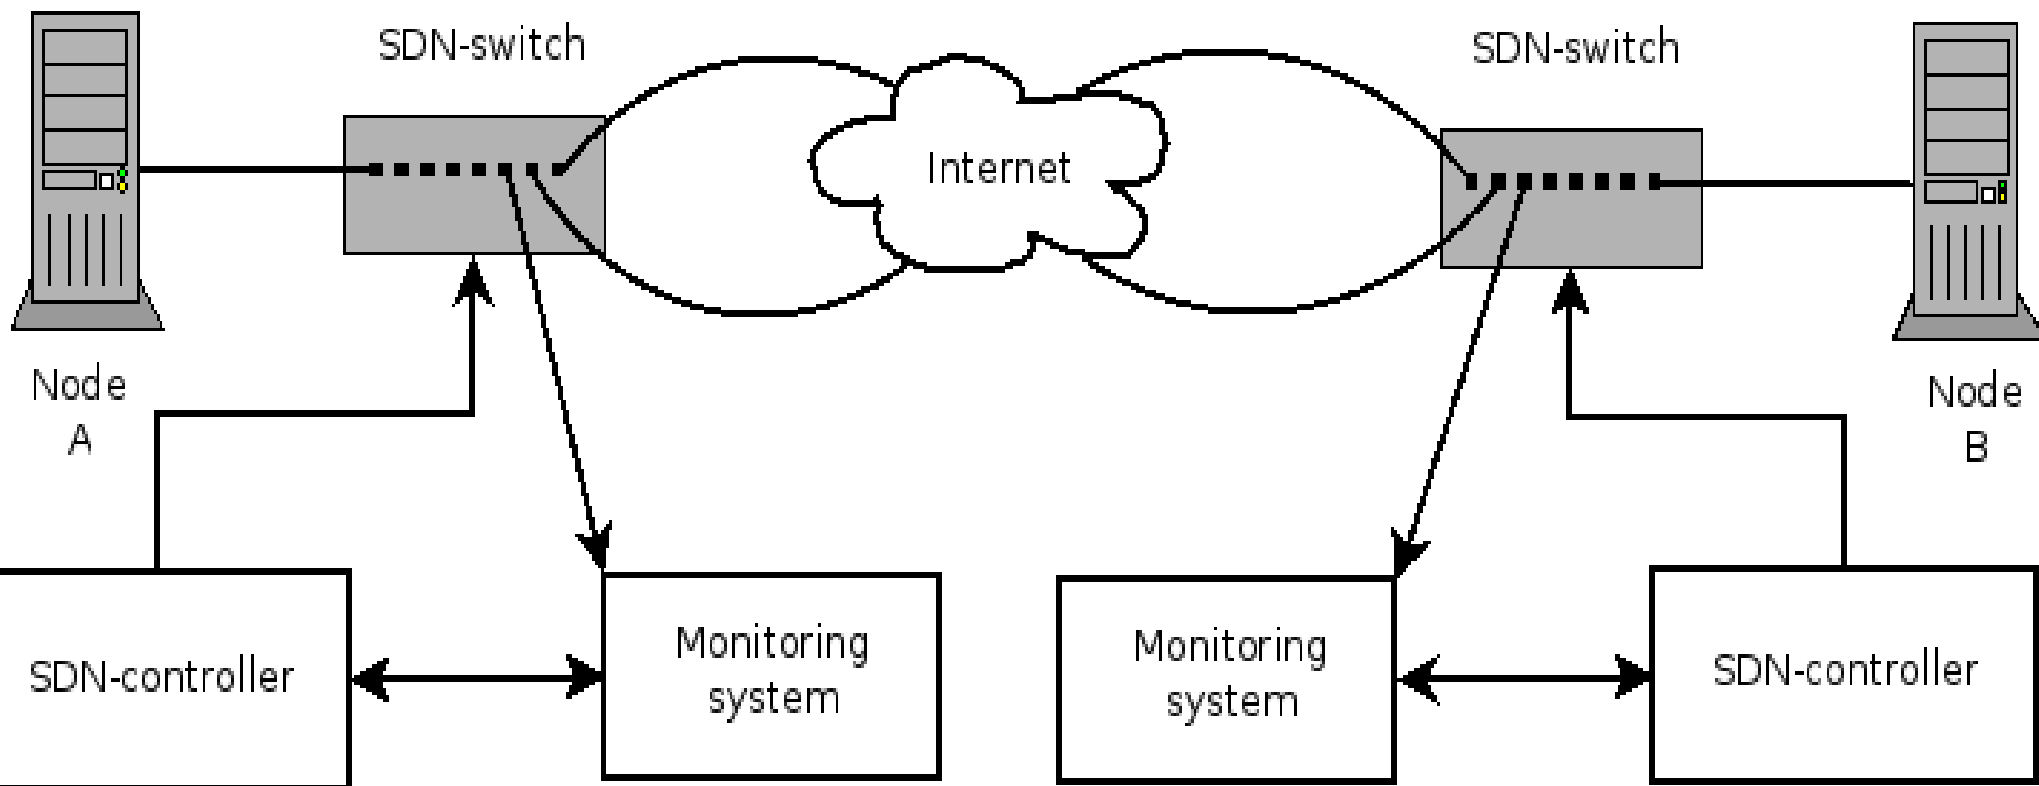 SDN-switch
SDN-switch
Internet
Node
A
Node
B
SDN-controller
Monitoring
system
Monitoring
system
SDN-controller